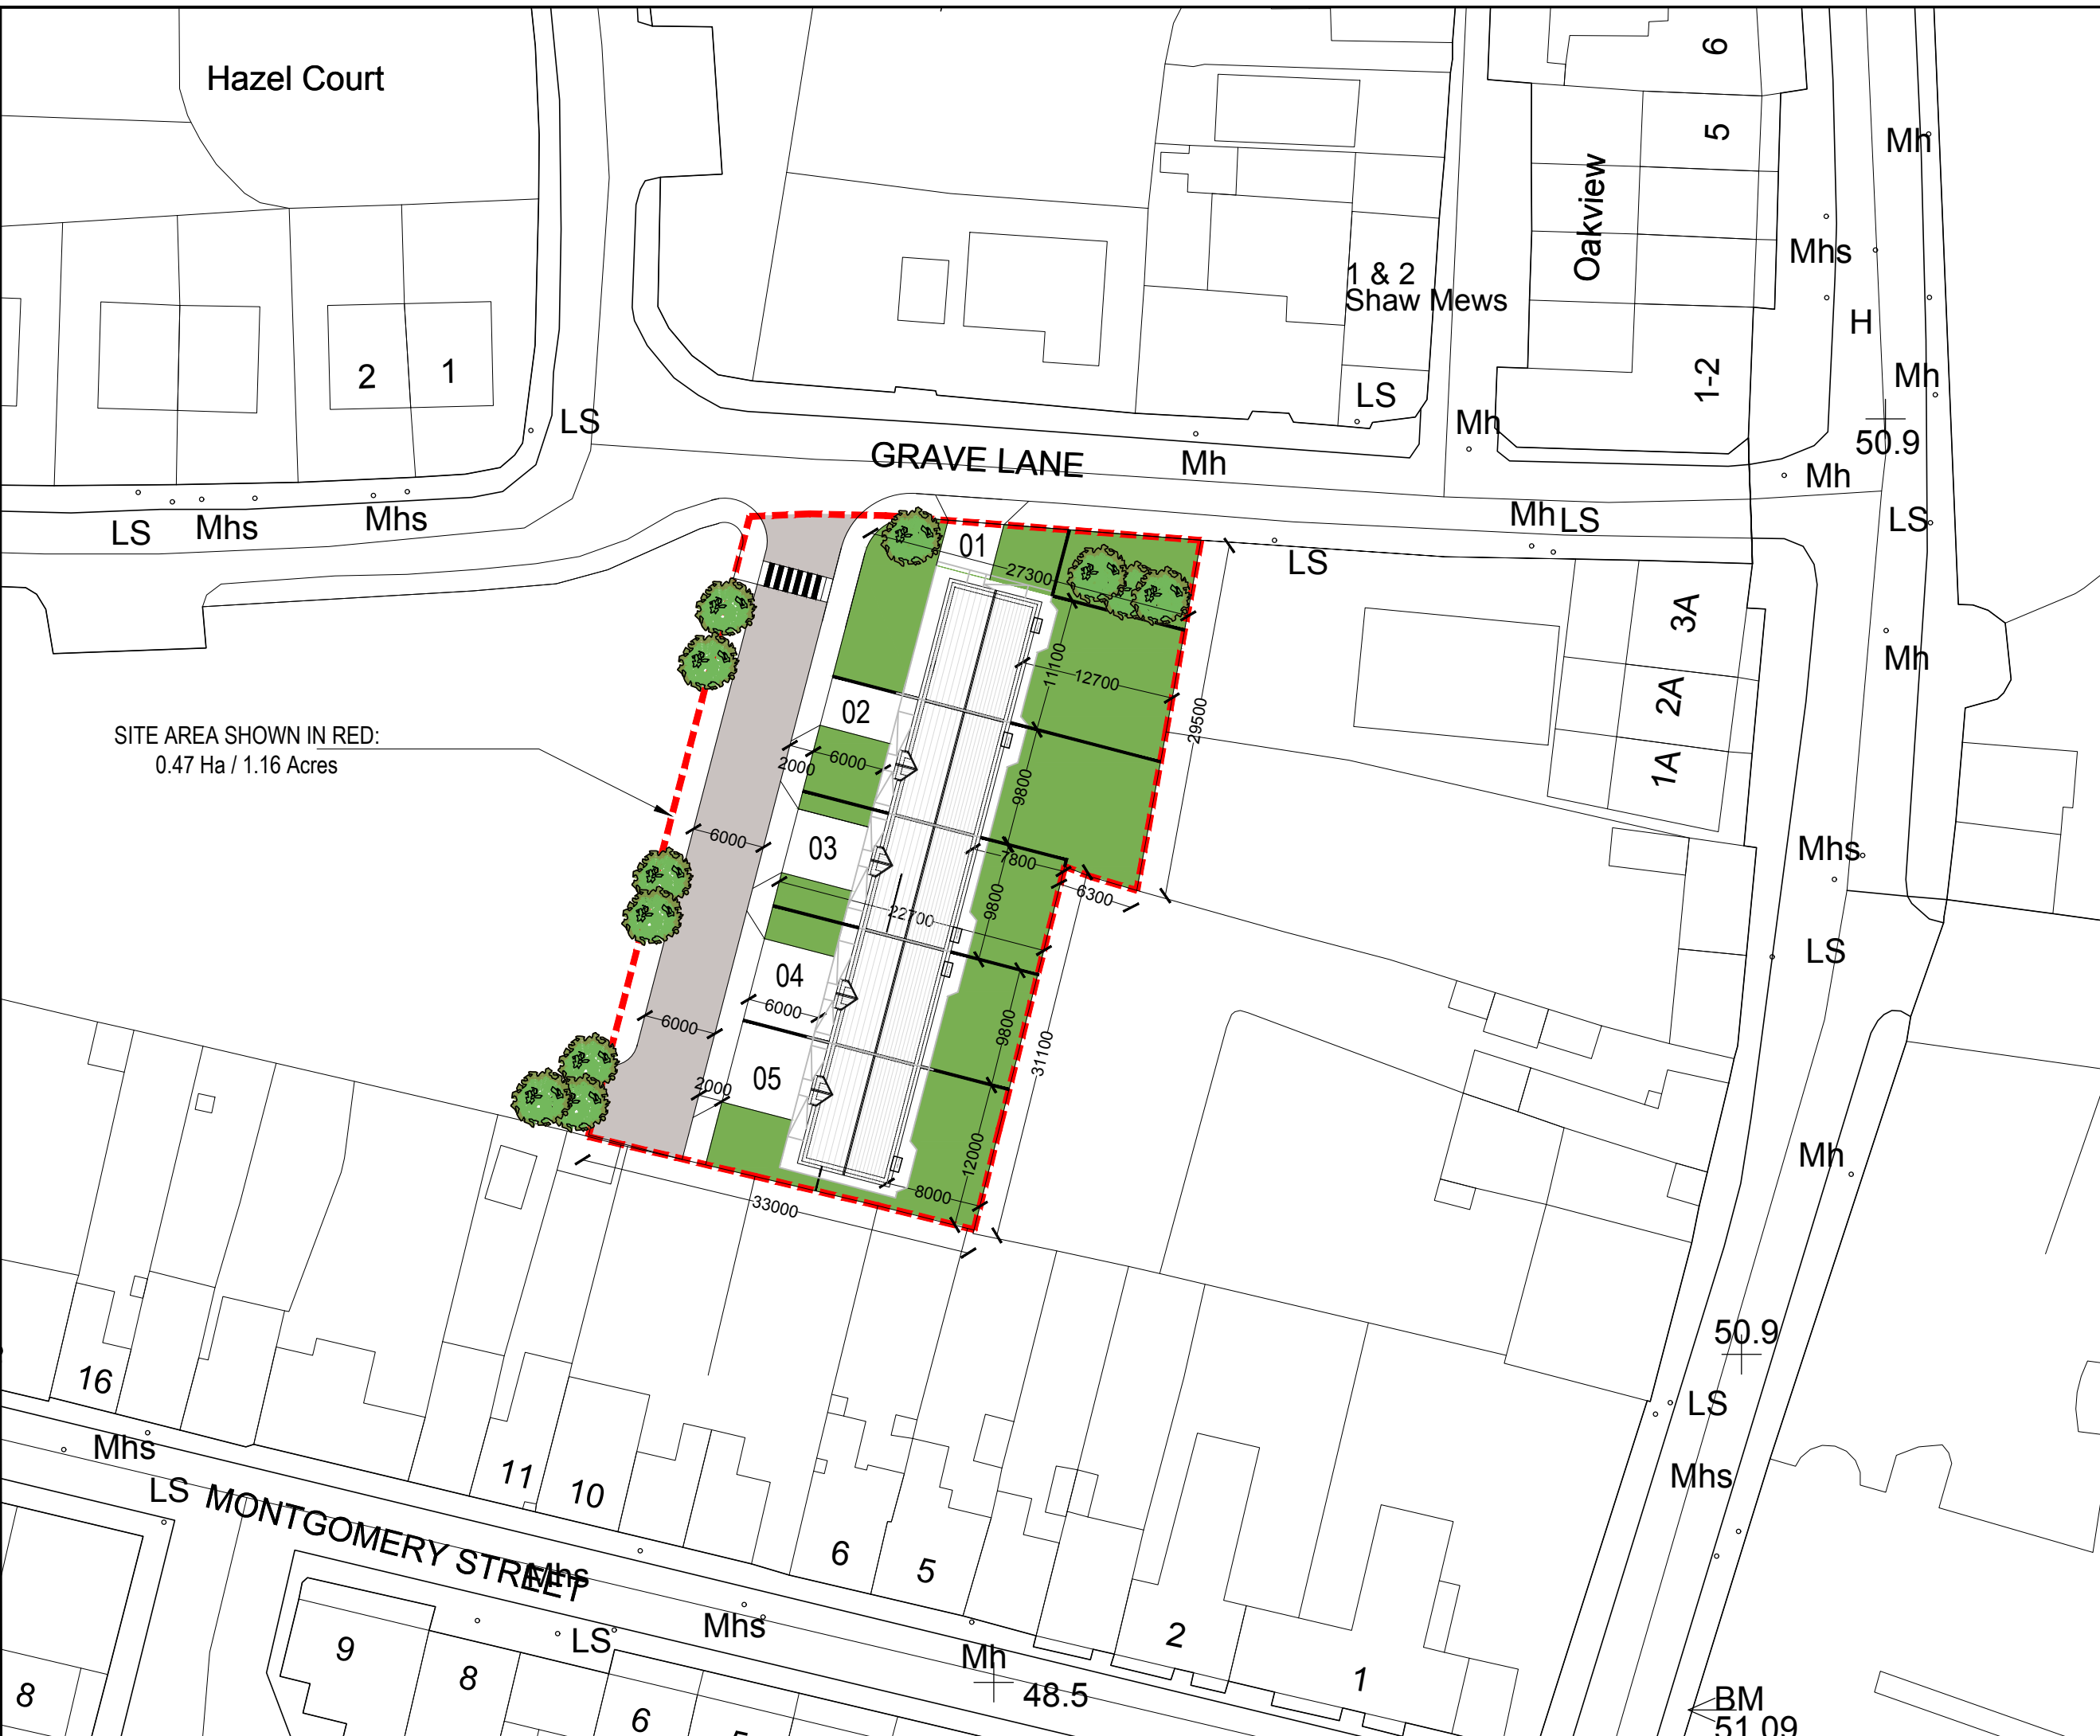 Hazel Court
6
5
Mh
Oakview
Mhs
1 & 2
Shaw Mews
H
2
1
1-2
Mh
LS
LS
Mh
50.9
GRAVE LANE
Mh
Mh
LS
Mhs
Mhs
Mh
LS
LS
01
LS
27300
3A
Mh
11100
12700
2A
02
29500
SITE AREA SHOWN IN RED:
0.47 Ha / 1.16 Acres
2000
6000
9800
1A
6000
03
7800
Mhs
6300
9800
22700
LS
04
6000
6000
9800
31100
05
2000
12000
Mh
8000
33000
50.9
16
LS
Mhs
11
10
Mhs
LS
MONTGOMERY STREET
Mhs
6
5
Mhs
LS
9
8
2
Mh
48.5
1
8
6
BM
51.09